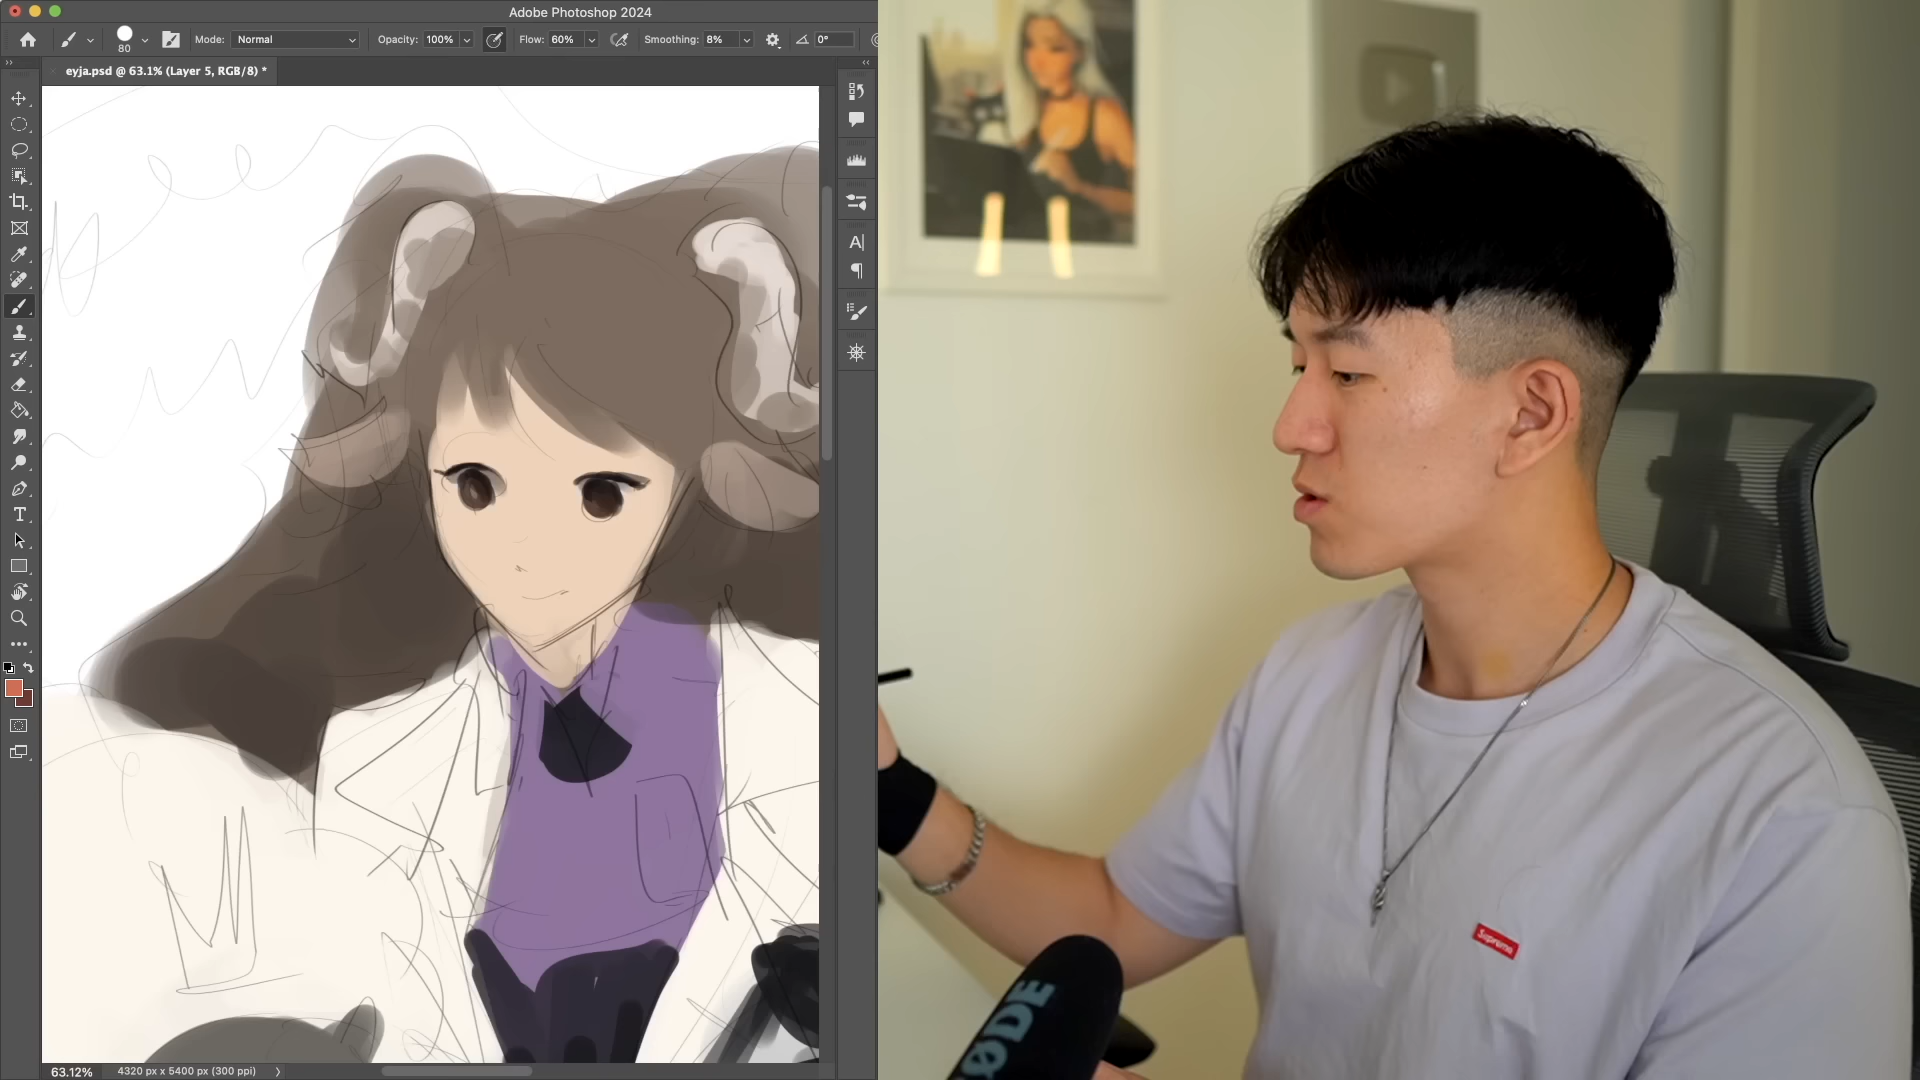 Adobe Photoshop 2024
80
Mode: Normal
Opacity: 100%
Flow: 60%
Smoothing: 8%
0°
eyja.psd @ 63.1% (Layer 5, RGB/8) *
A
T
63.12%
4320 px x 5400 px (300 ppi)
Supreme
RØDE